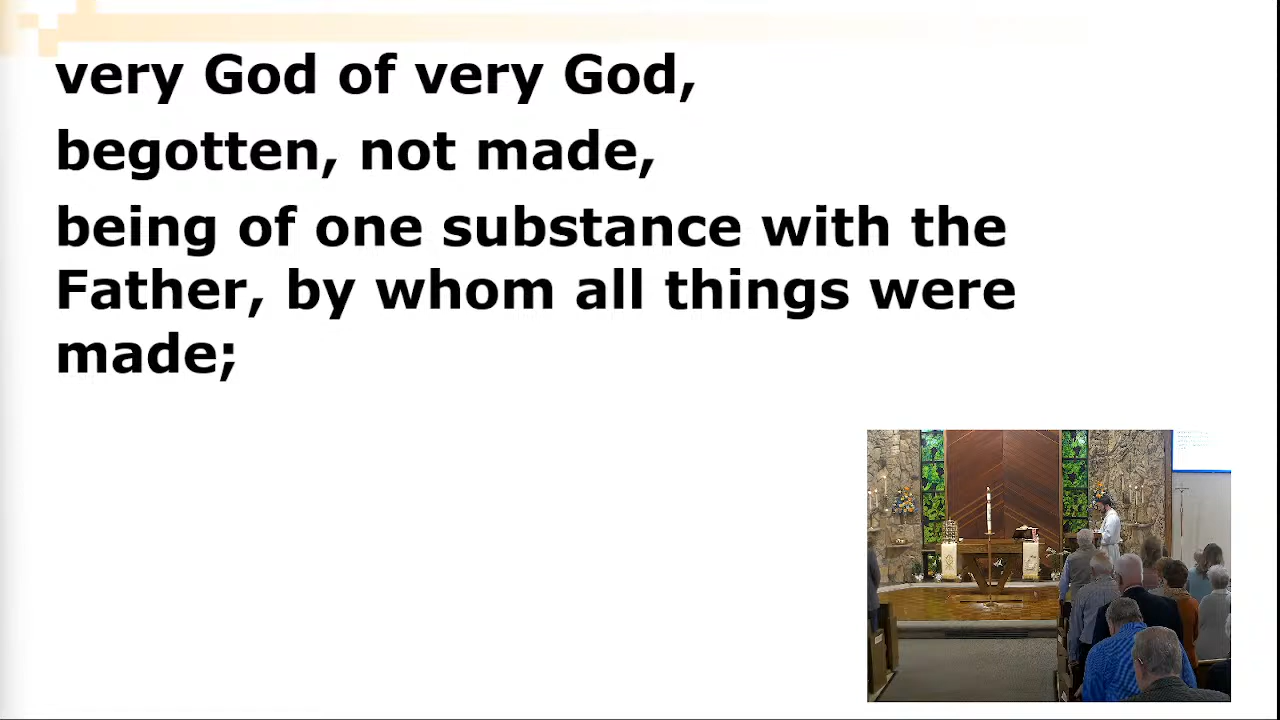 very God of very God,
begotten, not made,
being of one substance with the
Father, by whom all things were
made;